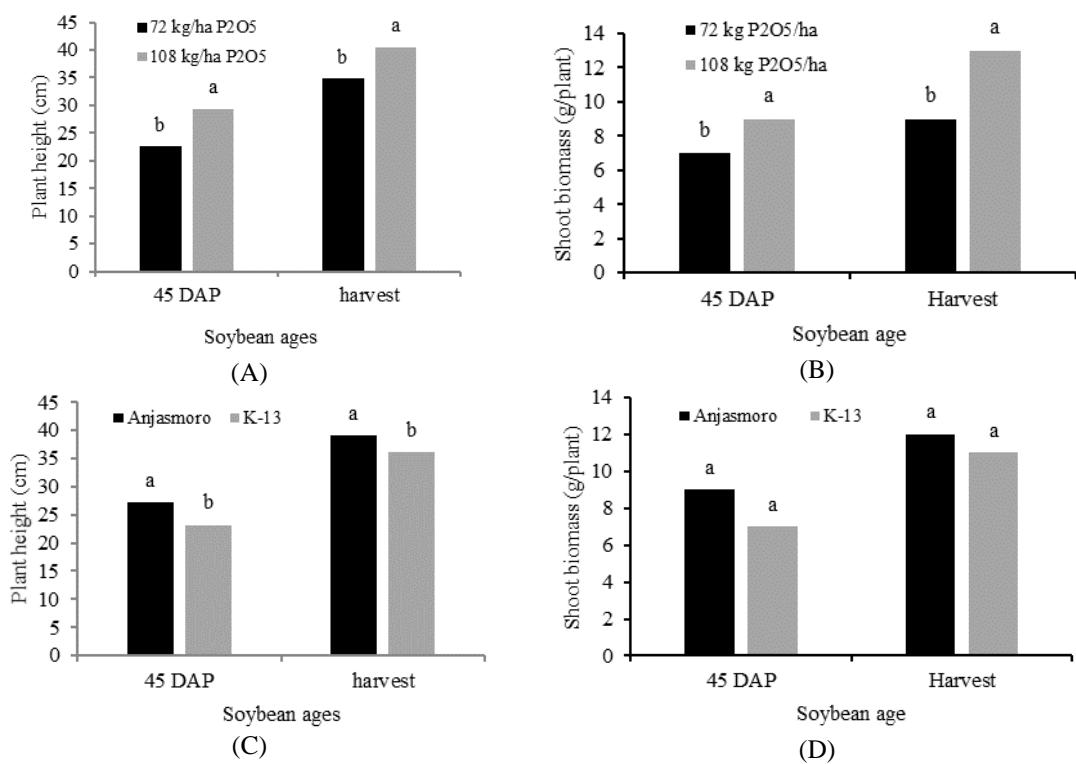 45
40
35
30
25
20
15
10
5
0
Plant height (cm)
72 kg/ha P2O5
108 kg/ha P2O5
b
a
b
a
45 DAP
harvest
Soybean ages
(A)
14
12
10
8
6
4
2
0
Shoot biomass (g/plant)
72 kg P2O5/ha
108 kg P2O5/ha
b
a
b
a
45 DAP
Harvest
Soybean age
(B)
45
40
35
30
25
20
15
10
5
0
Plant height (cm)
Anjasmoro
K-13
a
b
a
b
45 DAP
harvest
Soybean ages
(C)
14
12
10
8
6
4
2
0
Shoot biomass (g/plant)
Anjasmoro
K-13
a
a
a
a
45 DAP
Harvest
Soybean age
(D)